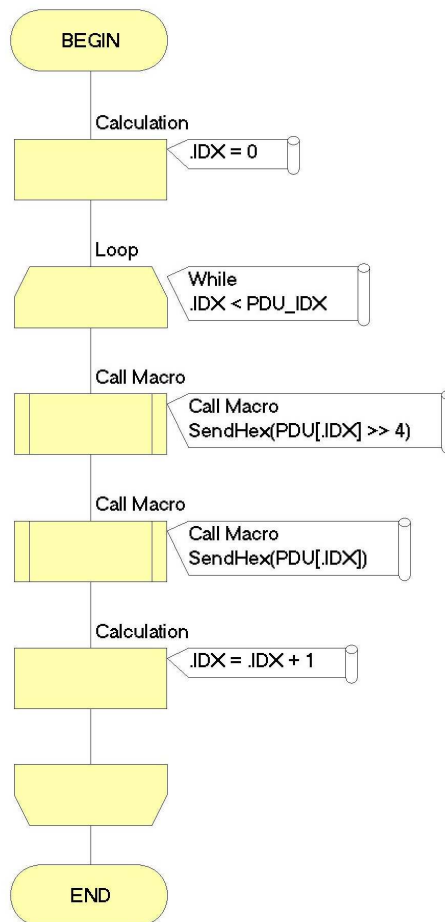 BEGIN
Calculation
.IDX = 0
Loop
While
.IDX < PDU_IDX
Call Macro
Call Macro
SendHex(PDU[.IDX] >> 4)
Call Macro
Call Macro
SendHex(PDU[.IDX])
Calculation
.IDX = .IDX + 1
END